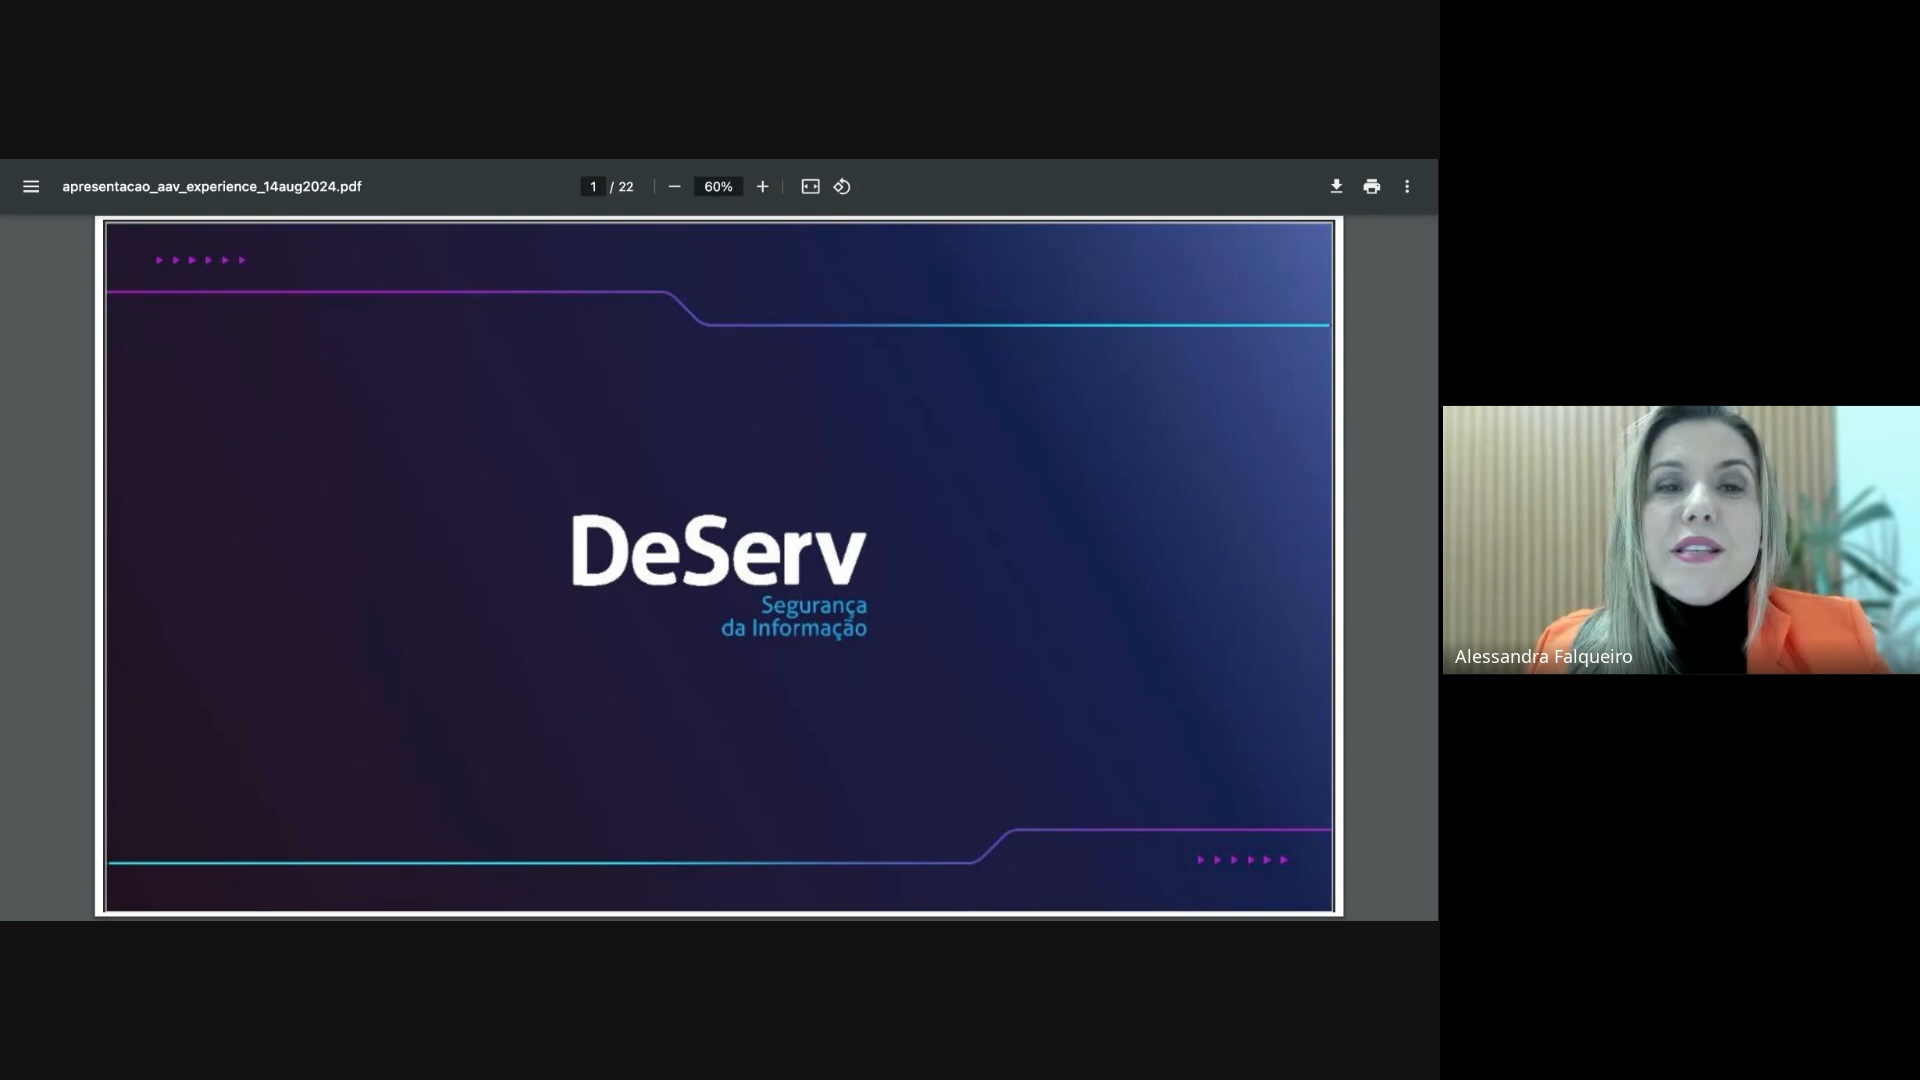 apresentacao_aav_experience_14aug2024.pdf
1 / 22
60%
DeServ
Segurança
da Informação
Alessandra Falqueiro